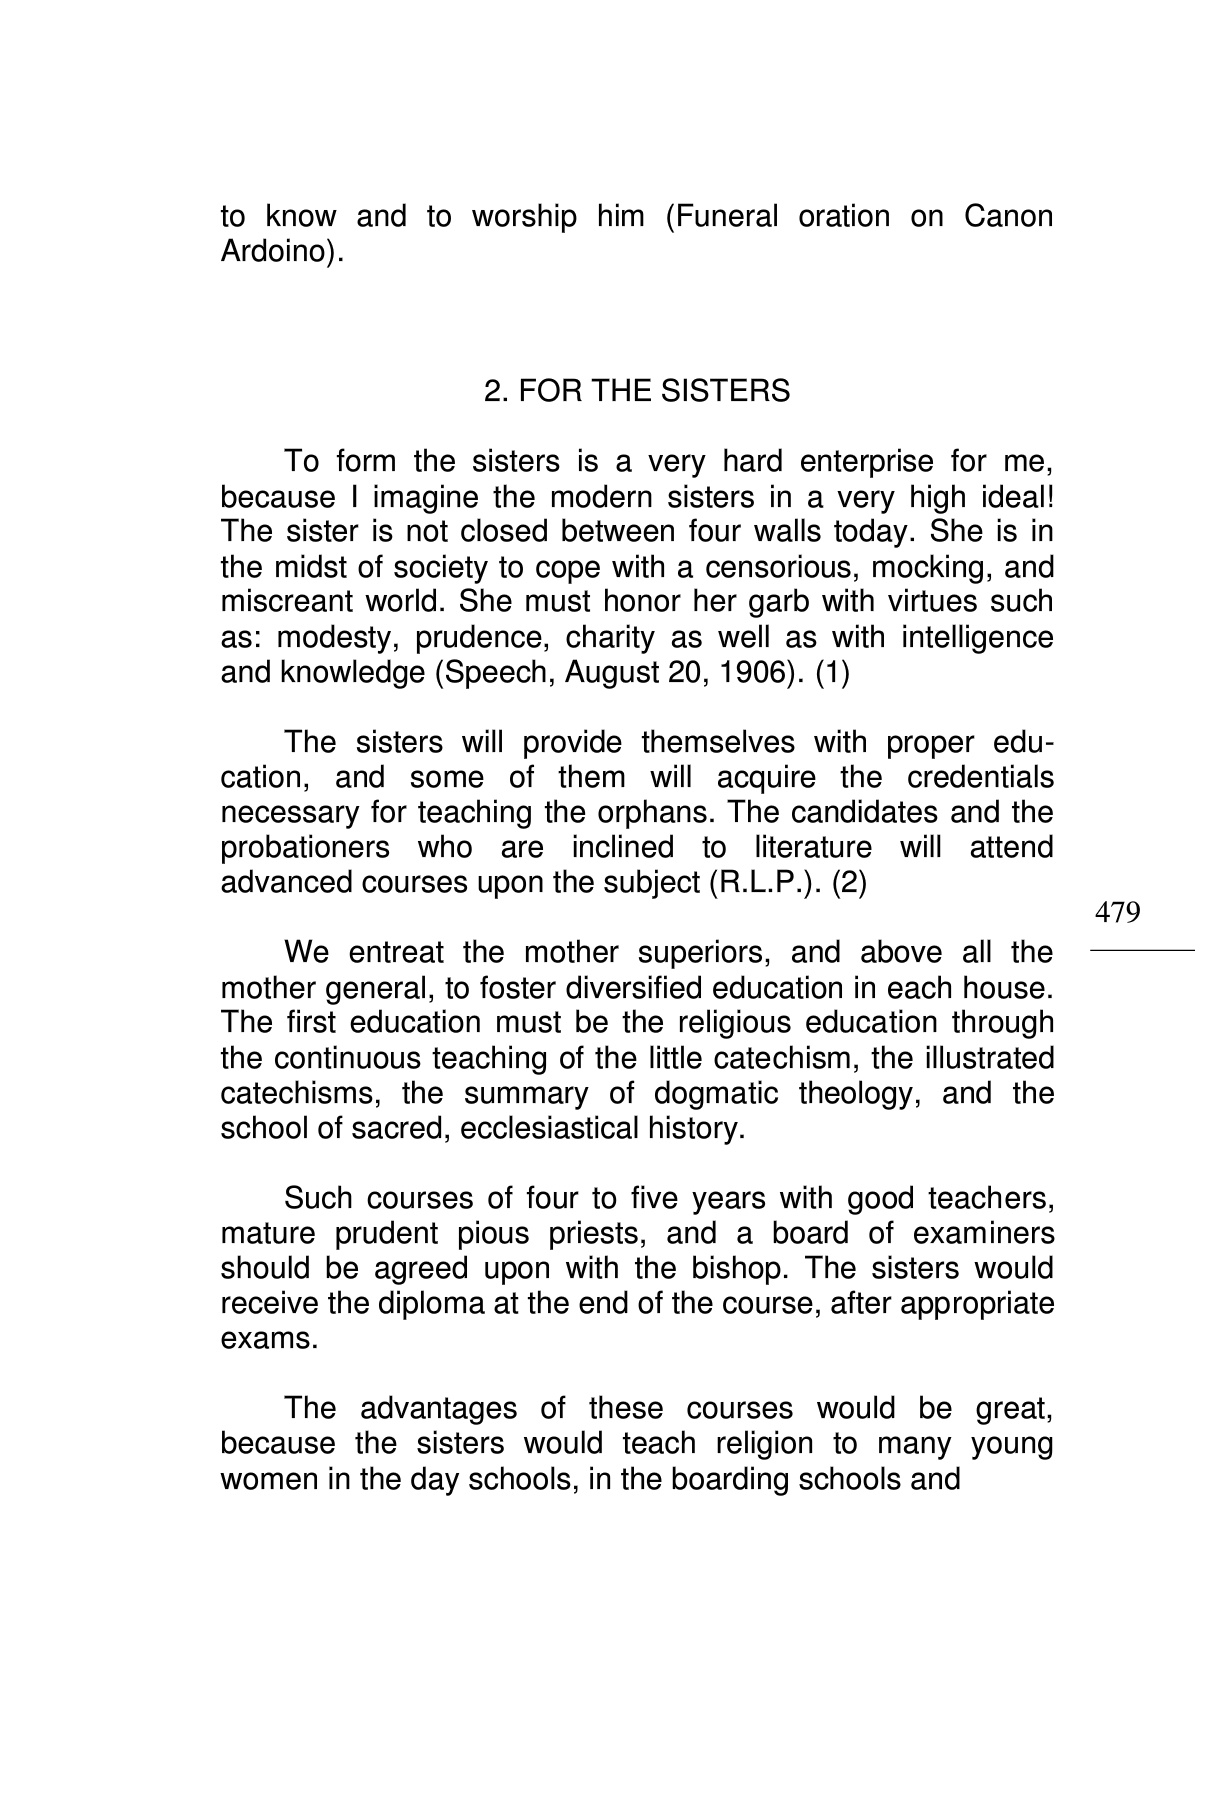 to know and to worship him (Funeral oration on Canon
Ardoino).
2. FOR THE SISTERS
To form the sisters is a very hard enterprise for me,
because I imagine the modern sisters in a very high ideal!
The sister is not closed between four walls today. She is in
the midst of society to cope with a censorious, mocking, and
miscreant world. She must honor her garb with virtues such
as: modesty, prudence, charity as well as with intelligence
and knowledge (Speech, August 20, 1906). (1)
The sisters will provide themselves with proper edu-
cation, and some of them will acquire the credentials
necessary for teaching the orphans. The candidates and the
probationers who are inclined to literature will attend
advanced courses upon the subject (R.L.P.). (2)
479
We entreat the mother superiors, and above all the
mother general, to foster diversified education in each house.
The first education must be the religious education through
the continuous teaching of the little catechism, the illustrated
catechisms, the summary of dogmatic theology, and the
school of sacred, ecclesiastical history.
Such courses of four to five years with good teachers,
mature prudent pious priests, and a board of examiners
should be agreed upon with the bishop. The sisters would
receive the diploma at the end of the course, after appropriate
exams.
The advantages of these courses would be great,
because the sisters would teach religion to many young
women in the day schools, in the boarding schools and